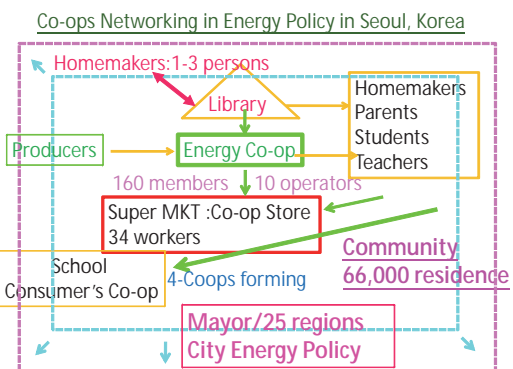 Co-ops Networking in Energy Policy in Seoul, Korea
Homemakers:1-3 persons
Library
Homemakers
Parents
Students
Teachers
Producers
Energy Co-op
160 members
10 operators
Super MKT :Co-op Store
34 workers
Community
66,000 residence
School
Consumer's Co-op
4-Coops forming
Mayor/25 regions
City Energy Policy